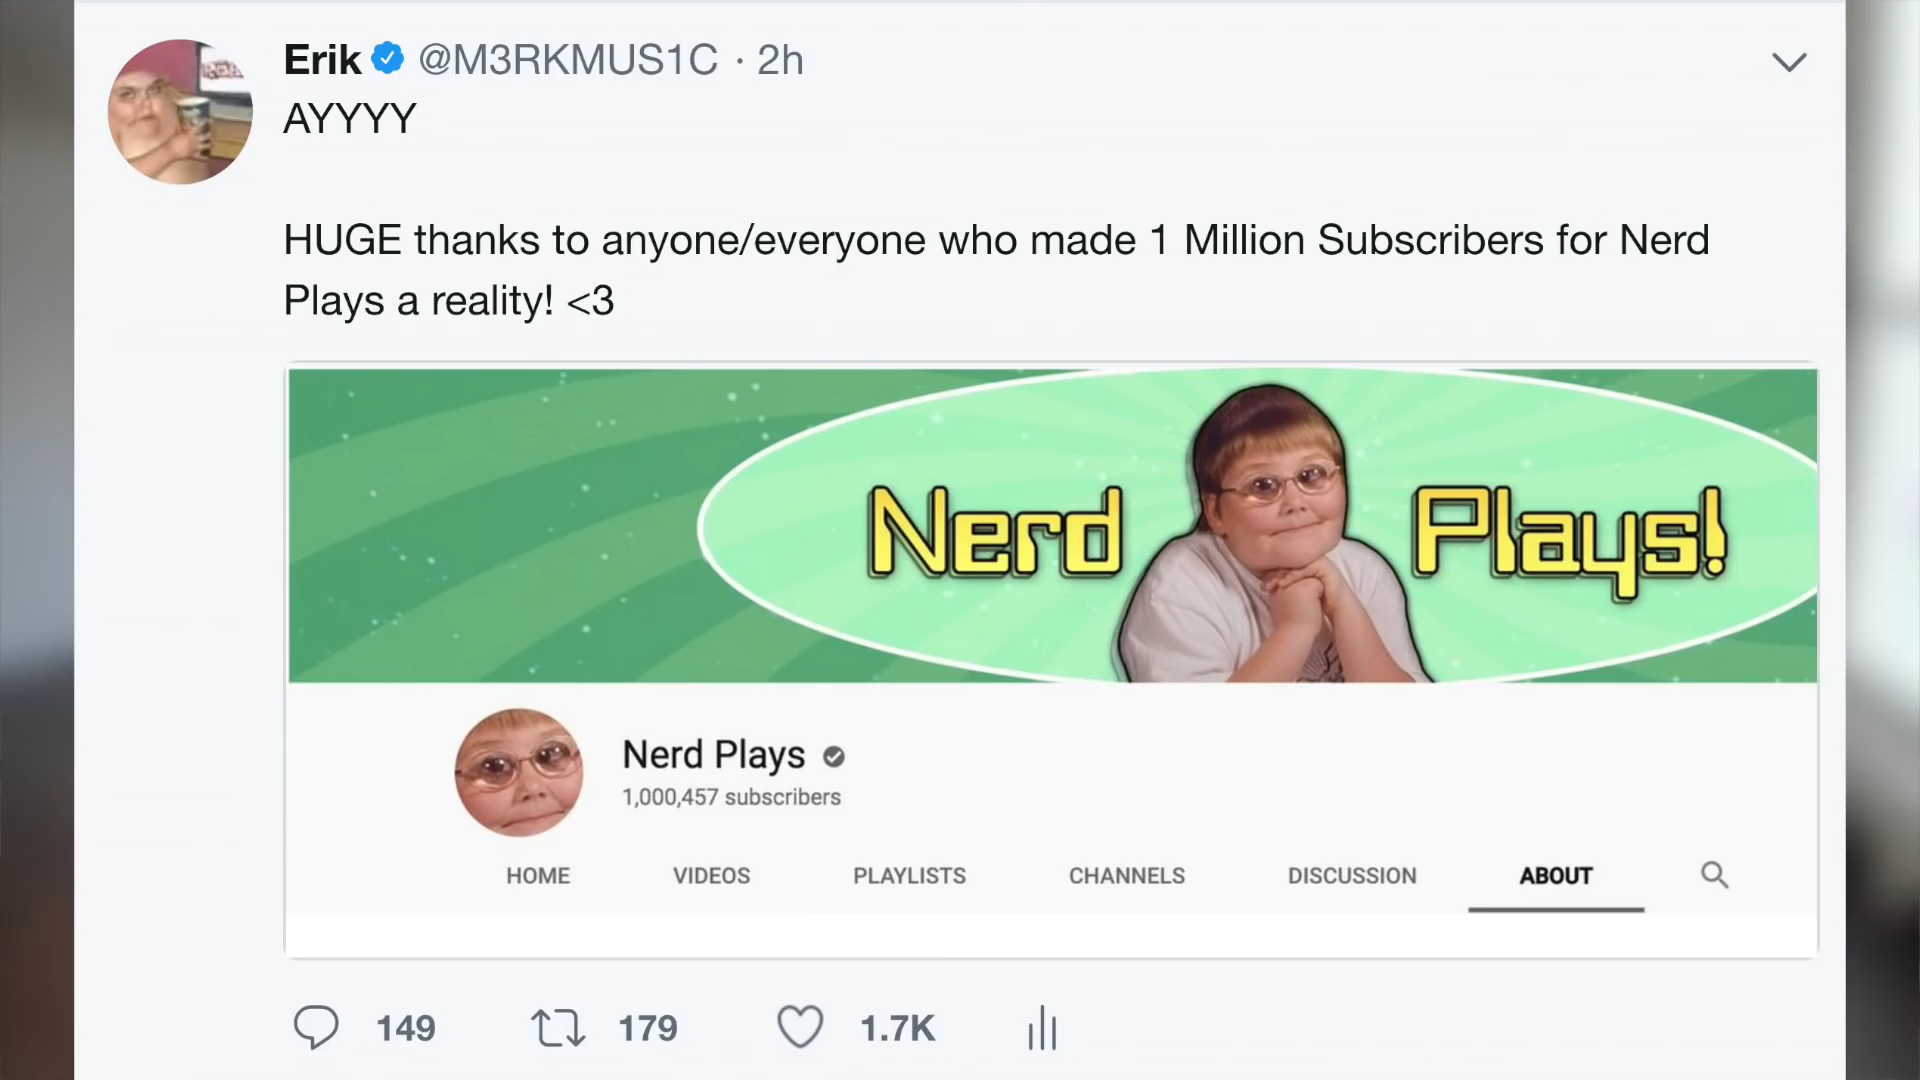 Erik @M3RKMUS1C · 2h
AYYYY
HUGE thanks to anyone/everyone who made 1 Million Subscribers for Nerd
Plays a reality! <3
Nerd Plays!
Nerd Plays
1,000,457 subscribers
HOME VIDEOS PLAYLISTS CHANNELS DISCUSSION ABOUT
149 179 1.7K